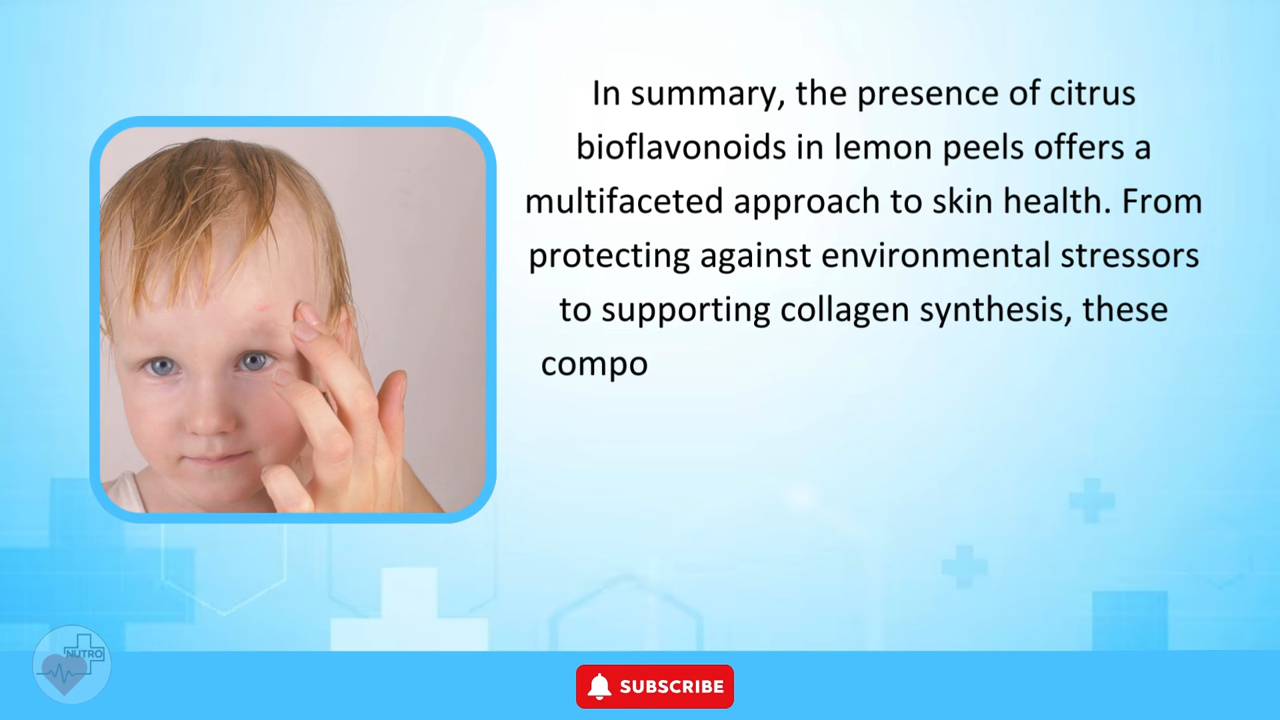 In summary, the presence of citrus
bioflavonoids in lemon peels offers a
multifaceted approach to skin health. From
protecting against environmental stressors
to supporting collagen synthesis, these
compo
NUTRO
SUBSCRIBE